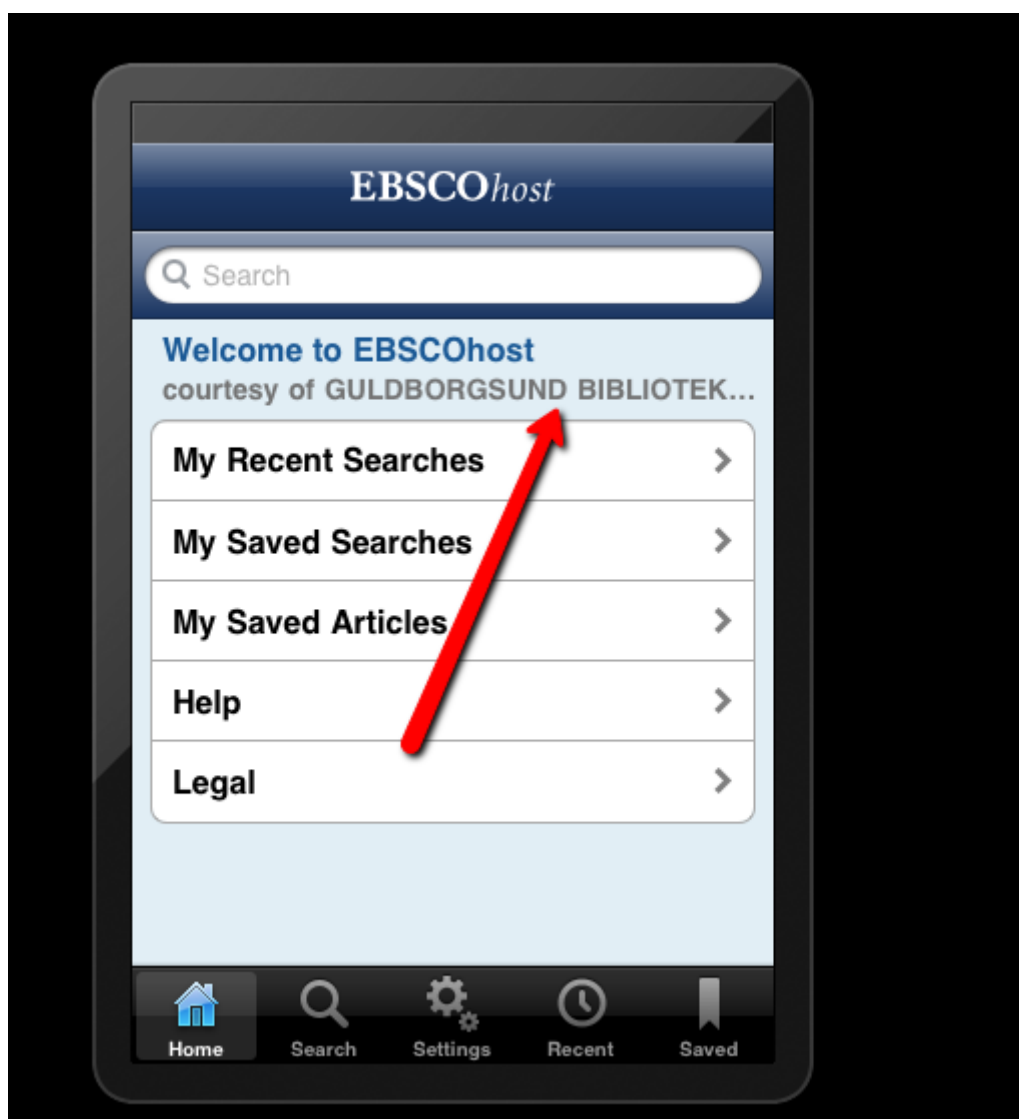 EBSCOhost
Search
Welcome to EBSCOhost
courtesy of GULDBORGSUND BIBLIOTEK...
My Recent Searches
My Saved Searches
My Saved Articles
Help
Legal
Home Search Settings Recent Saved